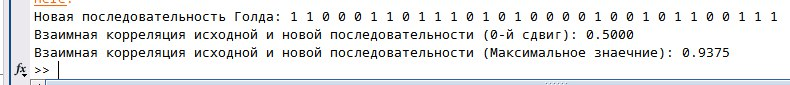 here.
Новая последовательность Голда: 1 1 0 0 0 1 1 0 1 1 1 0 1 0 1 0 0 0 0 1 0 0 1 0 1 1 0 0 1 1 1
Взаимная корреляция исходной и новой последовательности (0-й сдвиг): 0.5000
Взаимная корреляция исходной и новой последовательности (Максимальное знаечние): 0.9375
fx >>